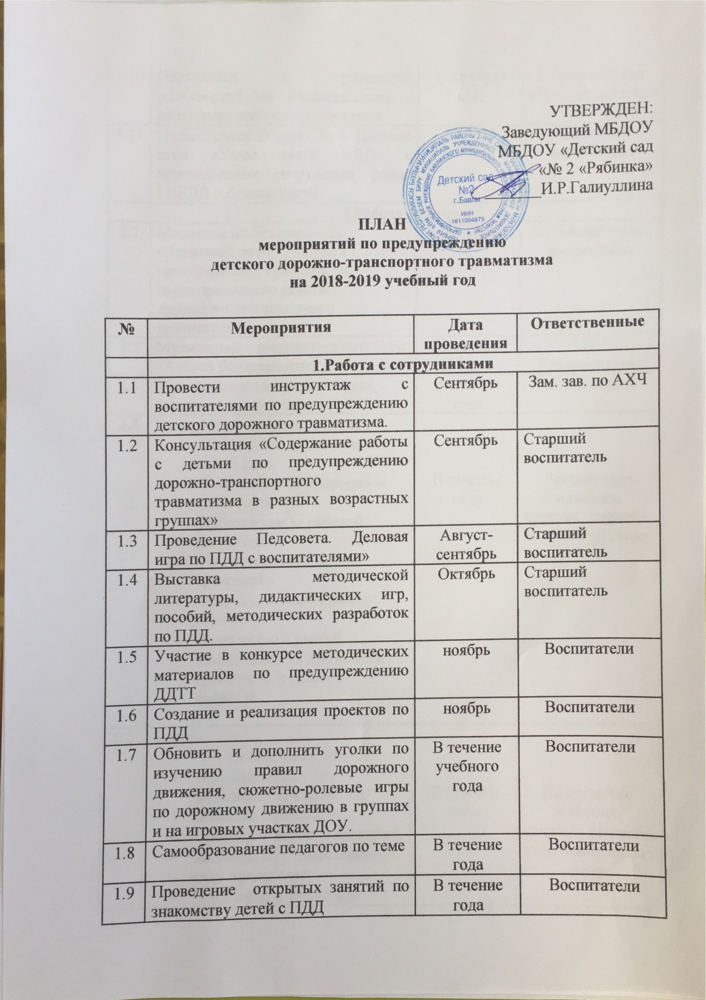 УТВЕРЖДЕН:
Заведующий МБДОУ
МБДОУ «Детский сад
«№ 2 «Рябинка»
И.Р.Галиуллина
Детский сад
№2
г.Бавлы
ИНН
1611004875
ПЛАН
мероприятий по предупреждению
детского дорожно-транспортного травматизма
на 2018-2019 учебный год
№ Мероприятия Дата Ответственные
проведения
1.Работа с сотрудниками
1.1 Провести инструктаж с Сентябрь Зам. зав. по АХЧ
воспитателями по предупреждению
детского дорожного травматизма.
1.2 Консультация «Содержание работы Сентябрь Старший
с детьми по предупреждению воспитатель
дорожно-транспортного
травматизма в разных возрастных
группах»
1.3 Проведение Педсовета. Деловая Август- Старший
игра по ПДД с воспитателями» сентябрь воспитатель
1.4 Выставка методической Октябрь Старший
литературы, дидактических игр, воспитатель
пособий, методических разработок
по ПДД.
1.5 Участие в конкурсе методических ноябрь Воспитатели
материалов по предупреждению
ДДТТ
1.6 Создание и реализация проектов по ноябрь Воспитатели
ПДД
1.7 Обновить и дополнить уголки по В течение Воспитатели
изучению правил дорожного учебного
движения, сюжетно-ролевые игры года
по дорожному движению в группах
и на игровых участках ДОУ.
1.8 Самообразование педагогов по теме В течение Воспитатели
года
1.9 Проведение открытых занятий по В течение Воспитатели
знакомству детей с ПДД года